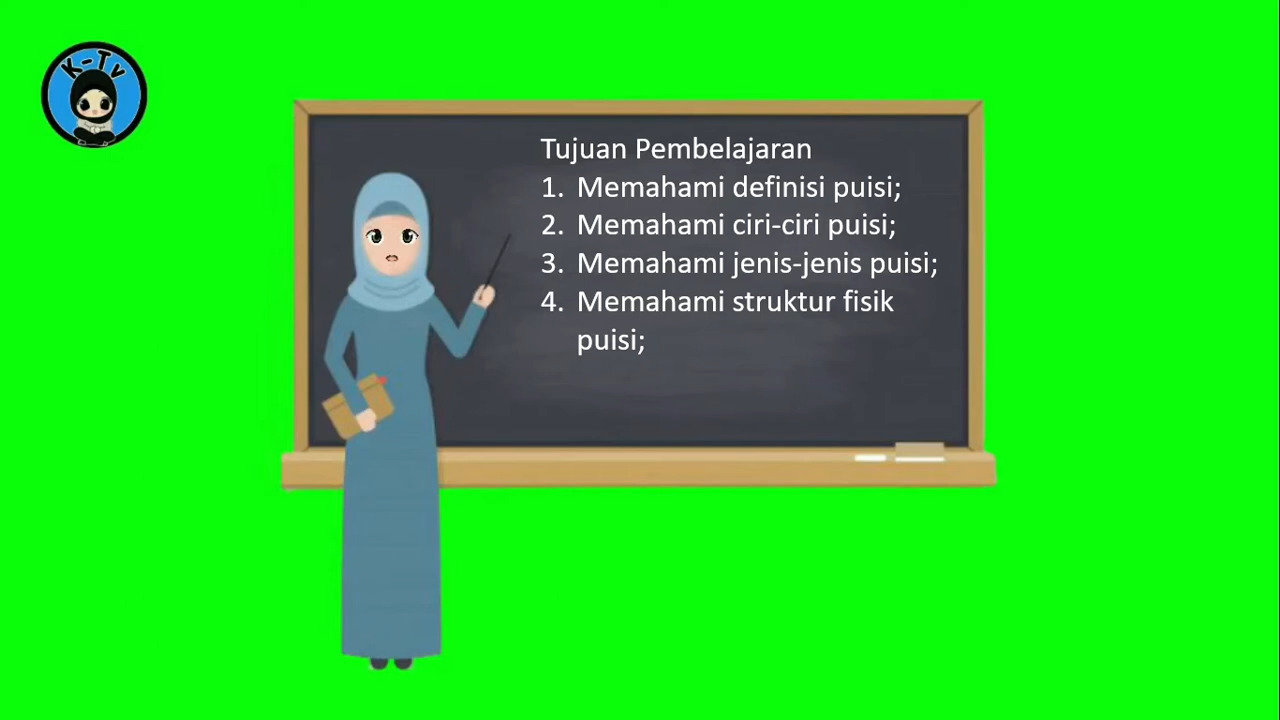 K-Tv
Tujuan Pembelajaran
1. Memahami definisi puisi;
2. Memahami ciri-ciri puisi;
3. Memahami jenis-jenis puisi;
4. Memahami struktur fisik
puisi;